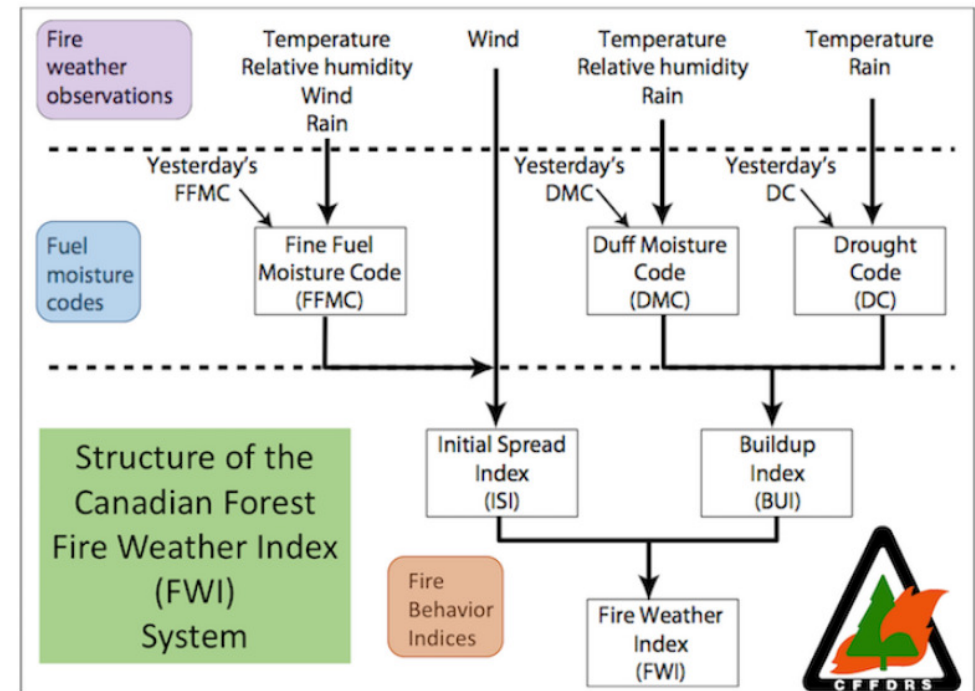 Fire
weather
observations
Temperature
Relative humidity
Wind
Rain
Wind
Temperature
Relative humidity
Rain
Temperature
Rain
Yesterday's
FFMC
Yesterday's
DMC
Yesterday's
DC
Fuel
moisture
codes
Fine Fuel
Moisture Code
(FFMC)
Duff Moisture
Code
(DMC)
Drought
Code
(DC)
Structure of the
Canadian Forest
Fire Weather Index
(FWI)
System
Initial Spread
Index
(ISI)
Buildup
Index
(BUI)
Fire
Behavior
Indices
Fire Weather
Index
(FWI)
CFFDRS